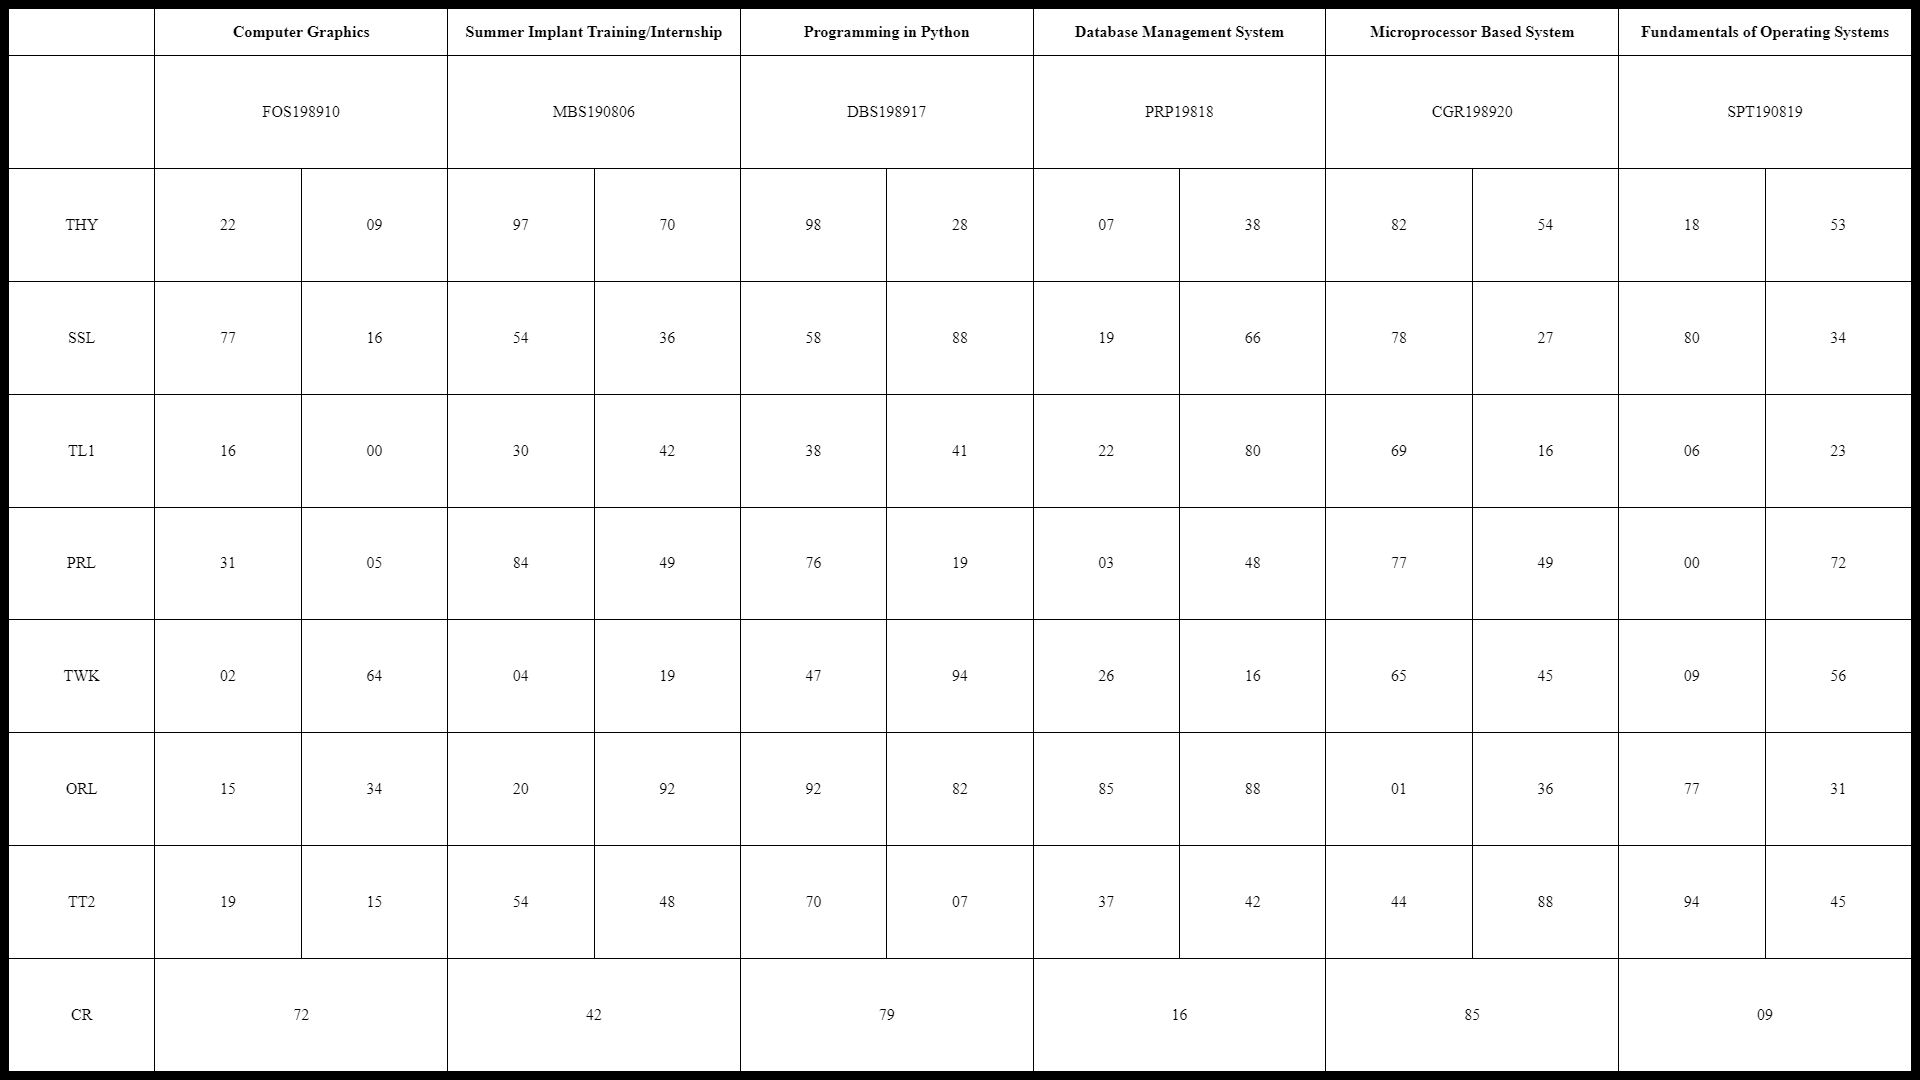 Computer Graphics Summer Implant Training/Internship Programming in Python Database Management System Microprocessor Based System Fundamentals of Operating Systems
FOS198910 MBS190806 DBS198917 PRP19818 CGR198920 SPT190819
THY 22 09 97 70 98 28 07 38 82 54 18 53
SSL 77 16 54 36 58 88 19 66 78 27 80 34
TL1 16 00 30 42 38 41 22 80 69 16 06 23
PRL 31 05 84 49 76 19 03 48 77 49 00 72
TWK 02 64 04 19 47 94 26 16 65 45 09 56
ORL 15 34 20 92 92 82 85 88 01 36 77 31
TT2 19 15 54 48 70 07 37 42 44 88 94 45
CR 72 42 79 16 85 09